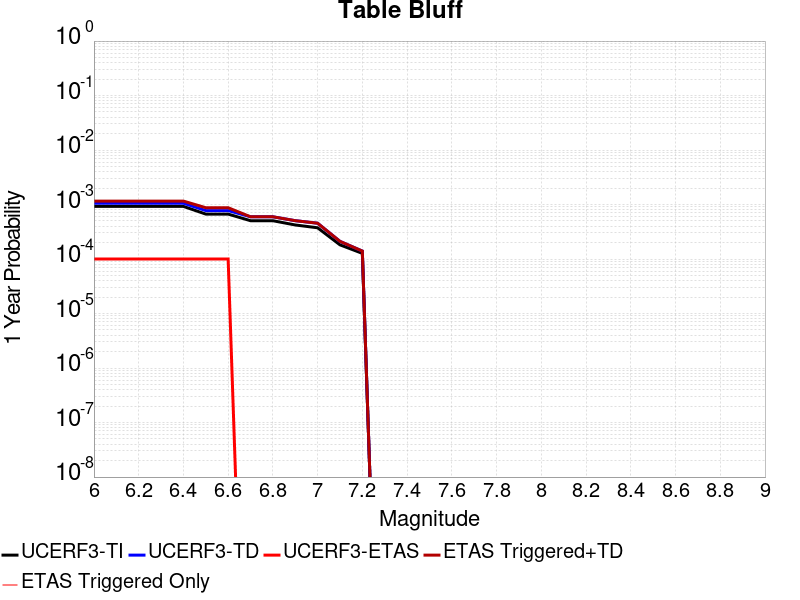 Table Bluff
10^0
10^-1
10^-2
10^-3
10^-4
10^-5
10^-6
10^-7
10^-8
1 Year Probability
6 6.2 6.4 6.6 6.8 7 7.2 7.4 7.6 7.8 8 8.2 8.4 8.6 8.8 9
Magnitude
UCERF3-TI UCERF3-TD UCERF3-ETAS ETAS Triggered+TD
ETAS Triggered Only